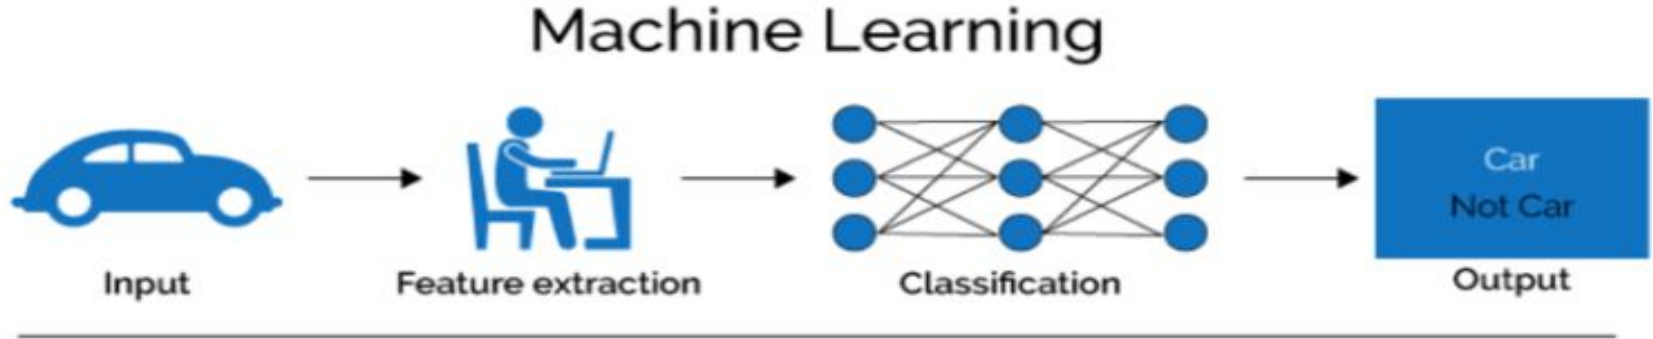 Machine Learning
Car
Not Car
Input
Feature extraction
Classification
Output